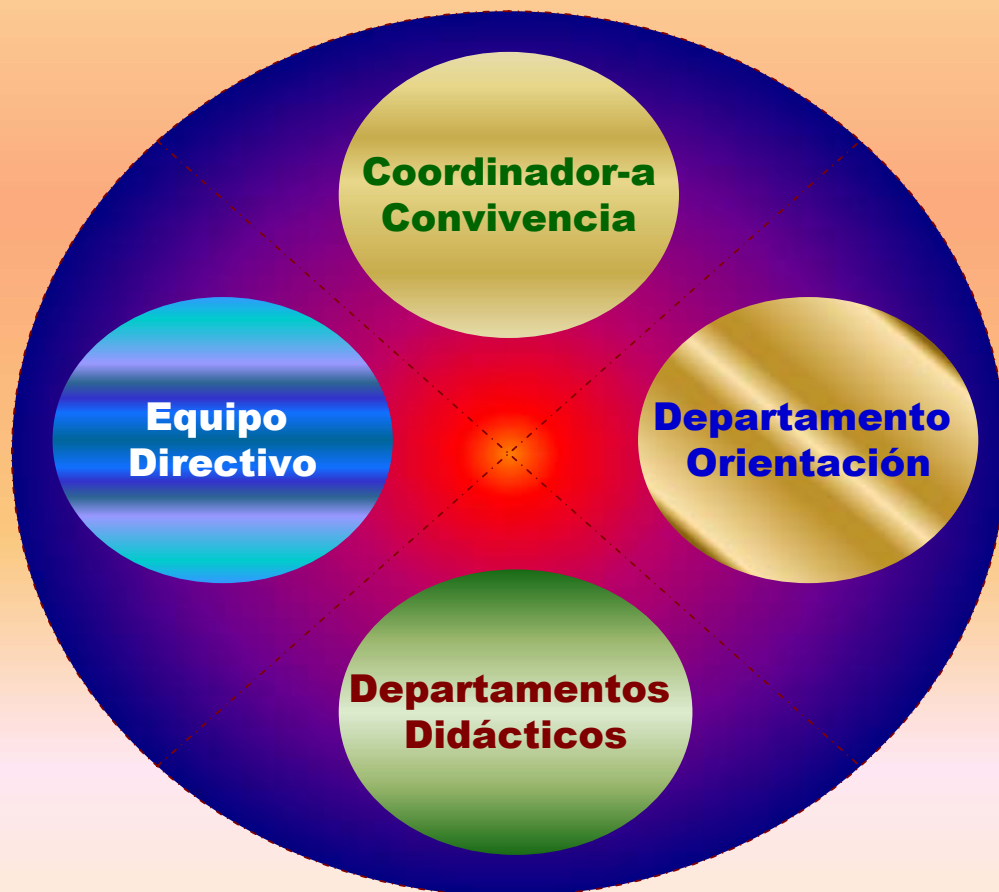 Coordinador-a
Convivencia
Equipo
Directivo
Departamento
Orientación
Departamentos
Didácticos